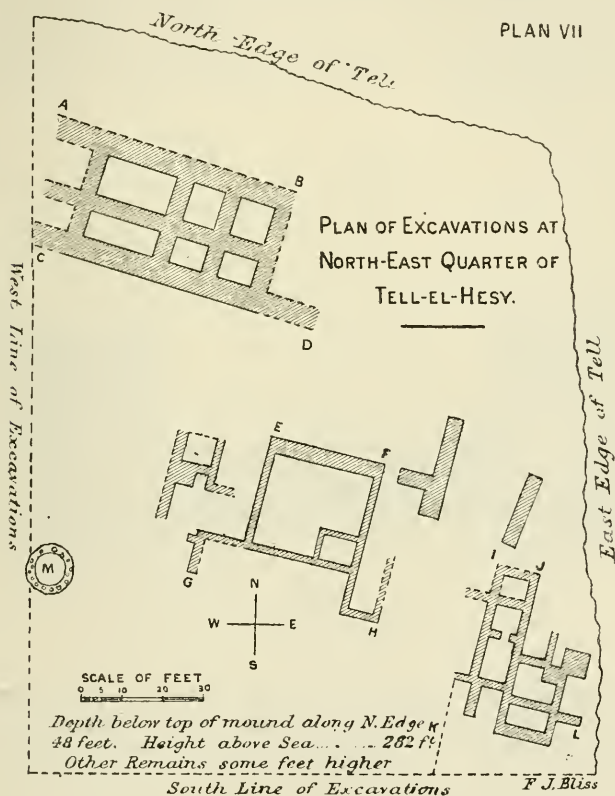 PLAN VII
North Edge of Tell
A
B
PLAN OF EXCAVATIONS AT
NORTH-EAST QUARTER OF
TELL-EL-HESY.
C
D
West Line of Excavations
East Edge of Tell
E
F
I
J
M
G
H
N
W E
S
SCALE OF FEET
0 5 10 20 30
K
L
Depth below top of mound along N. Edge
48 feet. Height above Sea..... 282 ft.
Other Remains some feet higher
South Line of Excavations
F J. Bliss